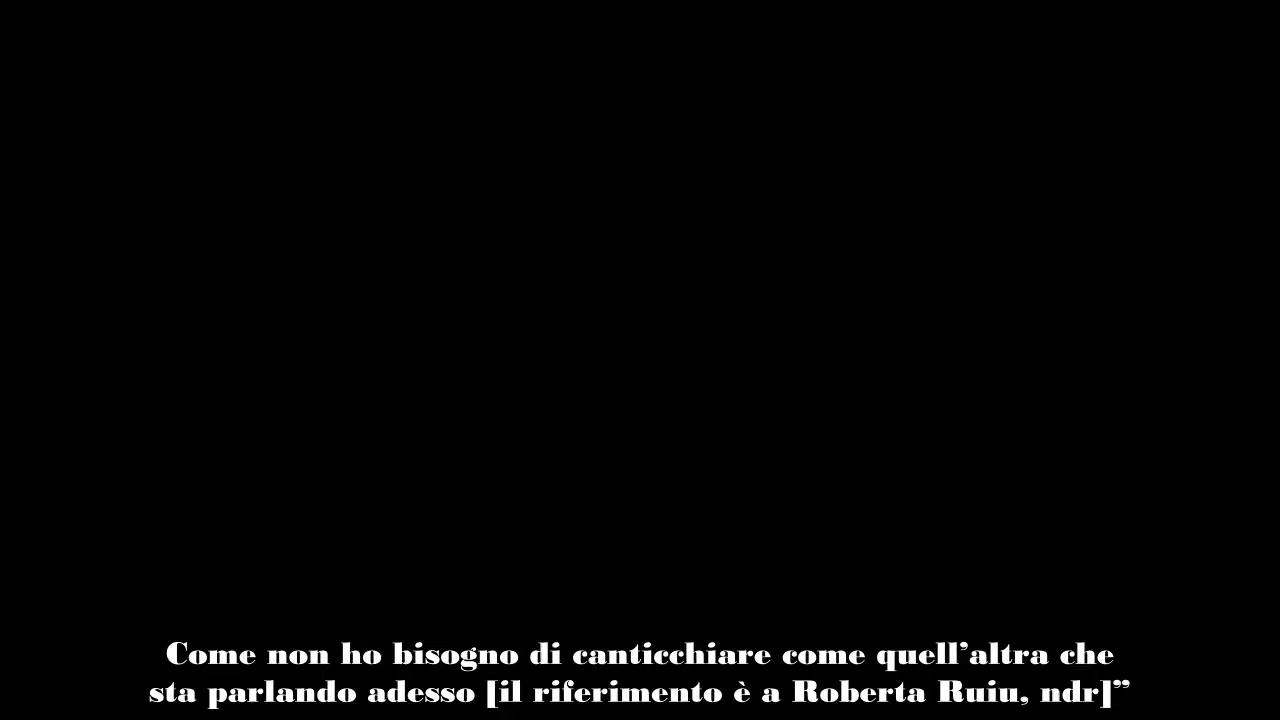 Come non ho bisogno di canticchiare come quell’altra che
sta parlando adesso [il riferimento è a Roberta Ruiu, ndr]”